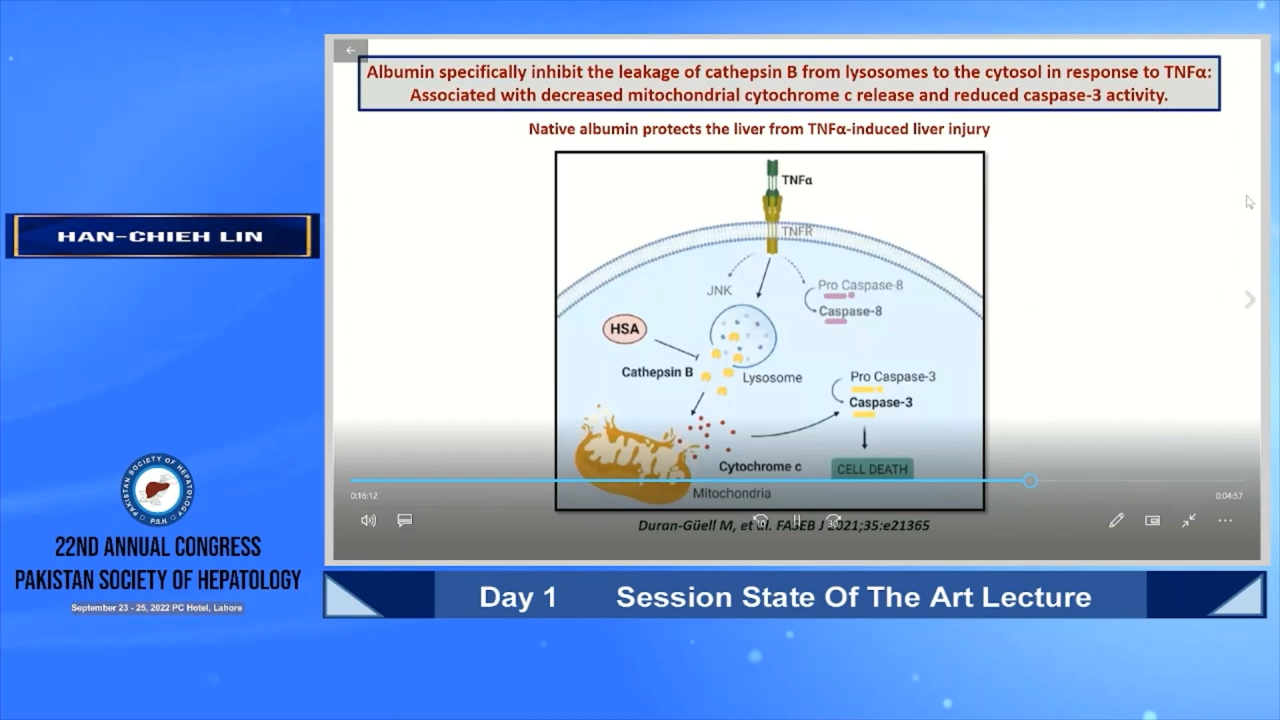 Albumin specifically inhibit the leakage of cathepsin B from lysosomes to the cytosol in response to TNFα:
Associated with decreased mitochondrial cytochrome c release and reduced caspase-3 activity.
Native albumin protects the liver from TNFα-induced liver injury
TNFα
TNFR
JNK
Pro Caspase-8
Caspase-8
HSA
Cathepsin B
Lysosome
Pro Caspase-3
Caspase-3
Cytochrome c
CELL DEATH
Mitochondria
0:16:12
0:04:57
Duran-Güell M, et al. FASEB J 2021;35:e21365
HAN-CHIEH LIN
PAKISTAN SOCIETY OF HEPATOLOGY
P.S.H
22ND ANNUAL CONGRESS
PAKISTAN SOCIETY OF HEPATOLOGY
September 23 - 25, 2022 PC Hotel, Lahore
Day 1 Session State Of The Art Lecture